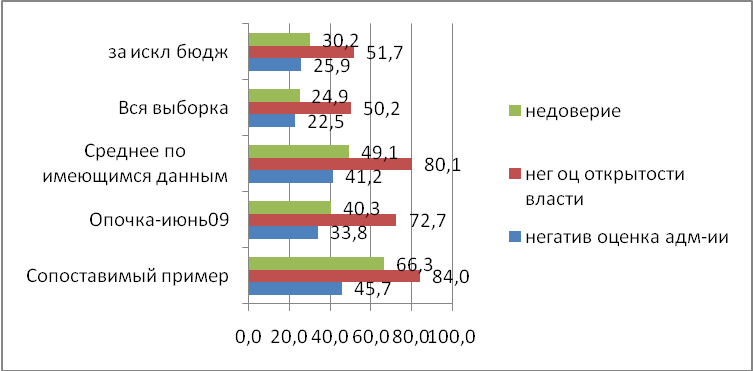 за искл бюдж
30,2
51,7
25,9
Вся выборка
24,9
50,2
22,5
Среднее по
имеющимся данным
49,1
80,1
41,2
Опочка-июнь09
40,3
72,7
33,8
Сопоставимый пример
66,3
84,0
45,7
0,0 20,0 40,0 60,0 80,0 100,0
недоверие
нег оц открытости
власти
негатив оценка адм-ии